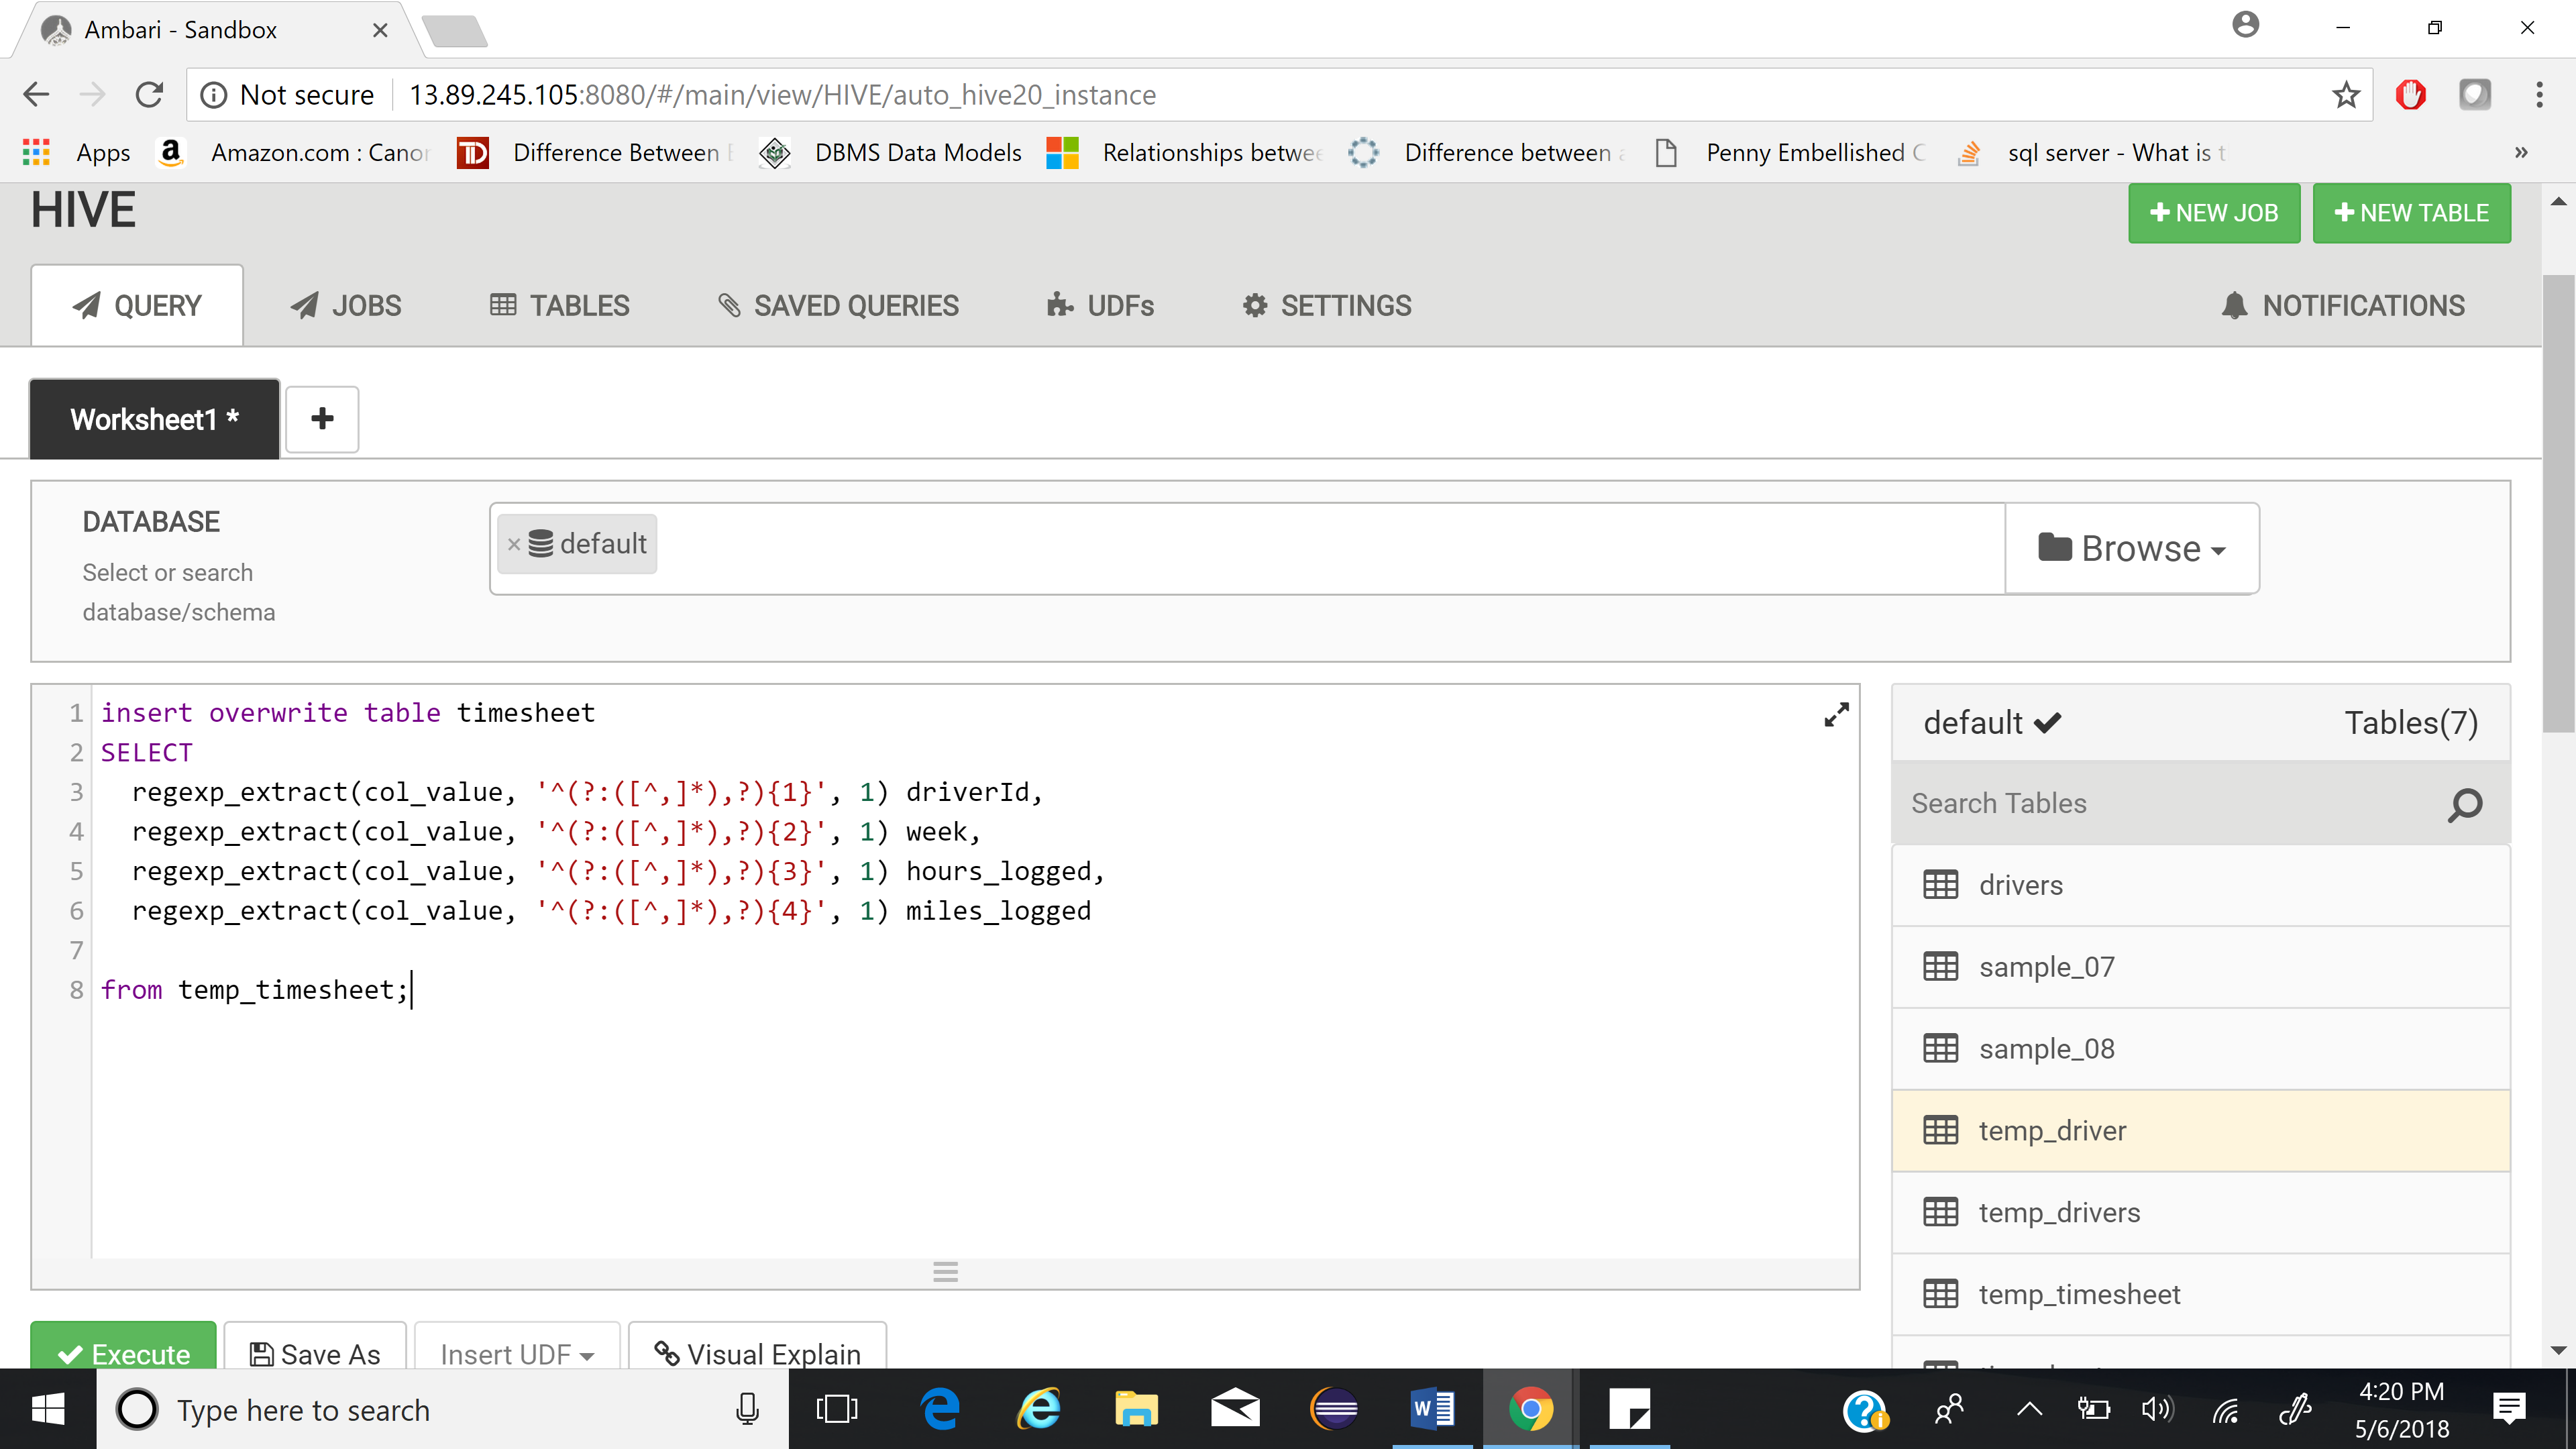 Ambari - Sandbox
Not secure 13.89.245.105:8080/#/main/view/HIVE/auto_hive20_instance
Apps Amazon.com : Canon Difference Between DBMS Data Models Relationships betwee Difference between a Penny Embellished C sql server - What is t »
HIVE
NEW JOB NEW TABLE
QUERY JOBS TABLES SAVED QUERIES UDFs SETTINGS NOTIFICATIONS
Worksheet1 *
DATABASE
Select or search
database/schema
× default
Browse
1 insert overwrite table timesheet
2 SELECT
3 regexp_extract(col_value, '^(?:([^,]*),?){1}', 1) driverId,
4 regexp_extract(col_value, '^(?:([^,]*),?){2}', 1) week,
5 regexp_extract(col_value, '^(?:([^,]*),?){3}', 1) hours_logged,
6 regexp_extract(col_value, '^(?:([^,]*),?){4}', 1) miles_logged
7
8 from temp_timesheet;
default Tables(7)
Search Tables
drivers
sample_07
sample_08
temp_driver
temp_drivers
temp_timesheet
Execute Save As Insert UDF Visual Explain
Type here to search
4:20 PM
5/6/2018